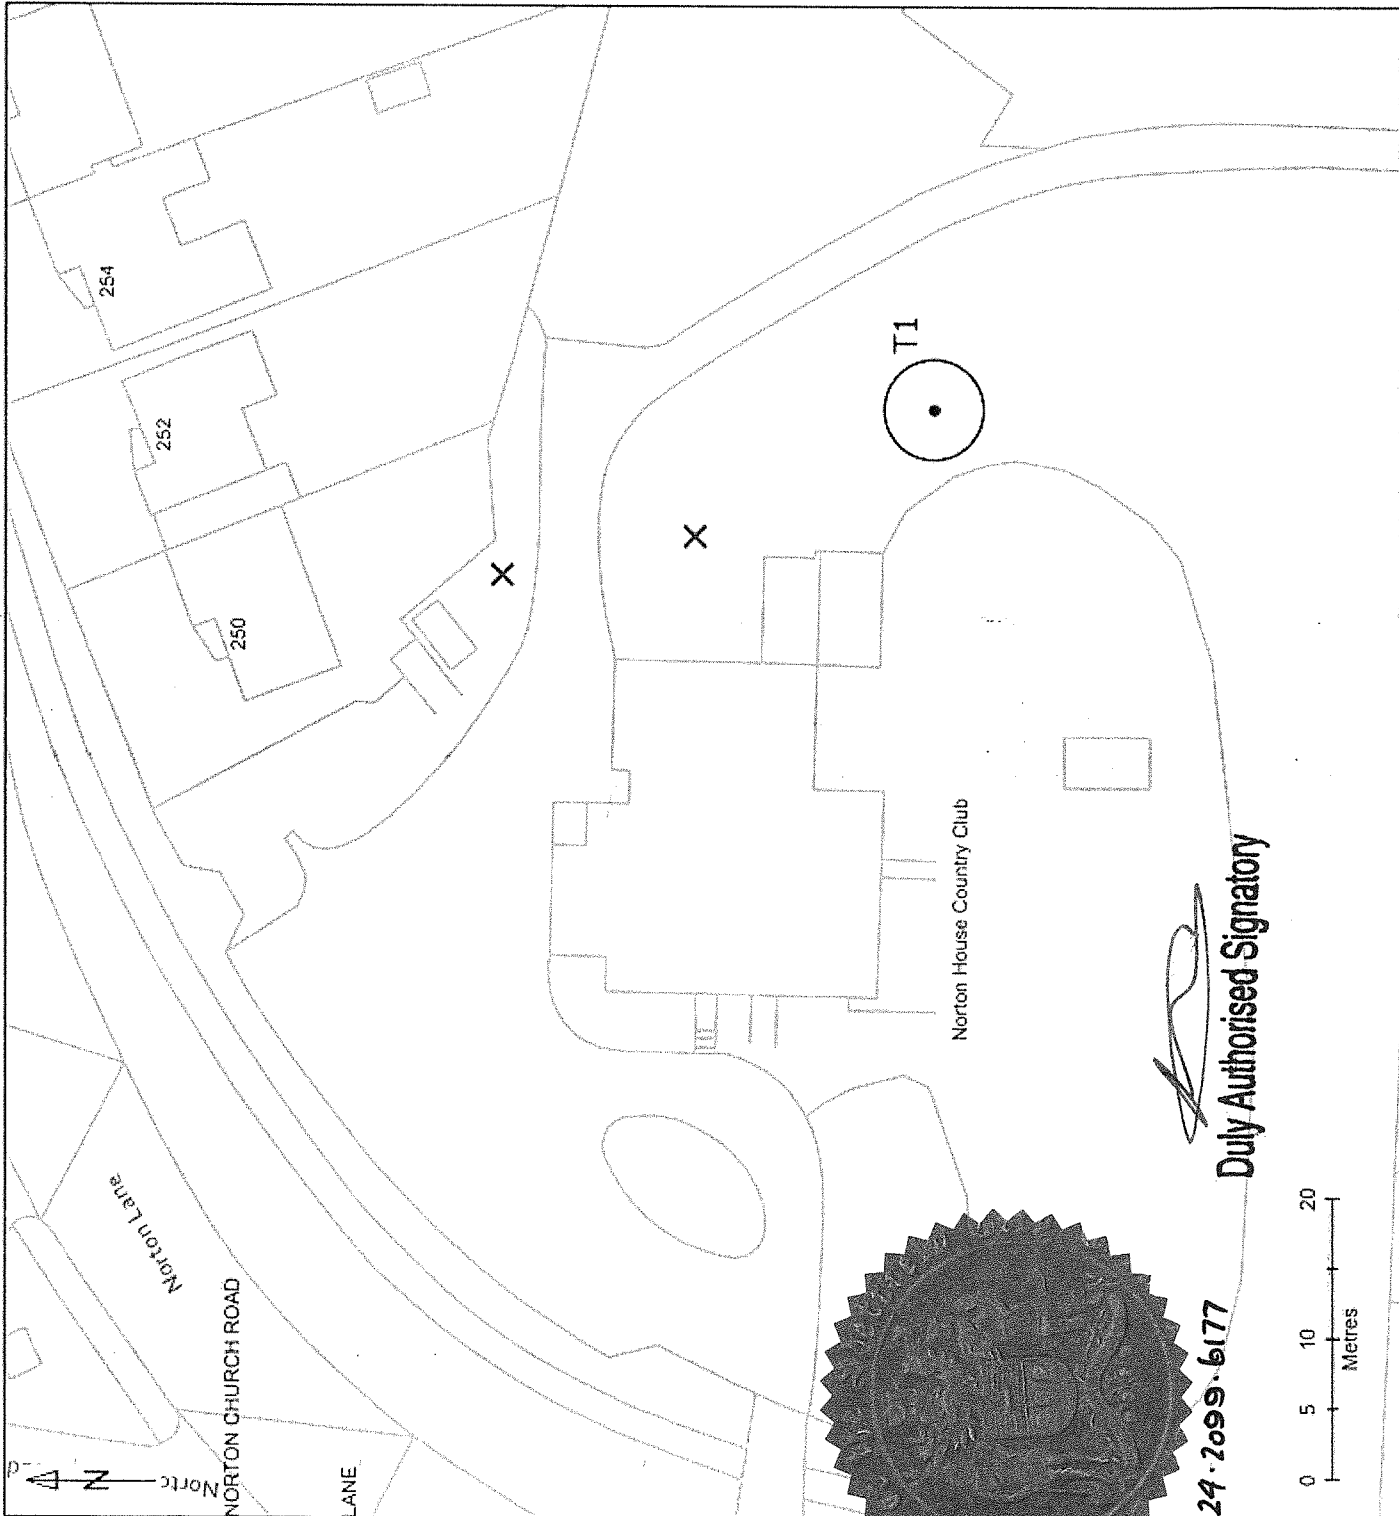 254
252
250
T1
Norton House Country Club
Norton Lane
NORTON CHURCH ROAD
LANE
N
Nortc
Duly Authorised Signatory
24.2099.6177
0 5 10 20
Metres